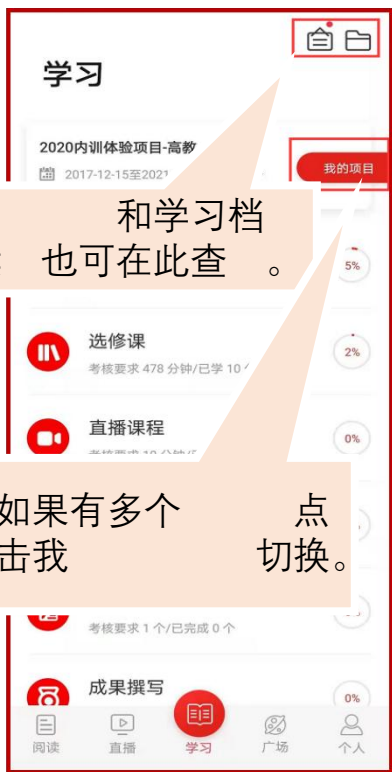 学习
2020内训体验项目-高教
2017-12-15至2021
我的项目
和学习档
也可在此查 。
5%
选修课
考核要求 478 分钟/已学 10
2%
直播课程
0%
如果有多个 点
击我 切换。
考核要求 1 个/已完成 0 个
成果撰写
0%
阅读 直播 学习 广场 个人